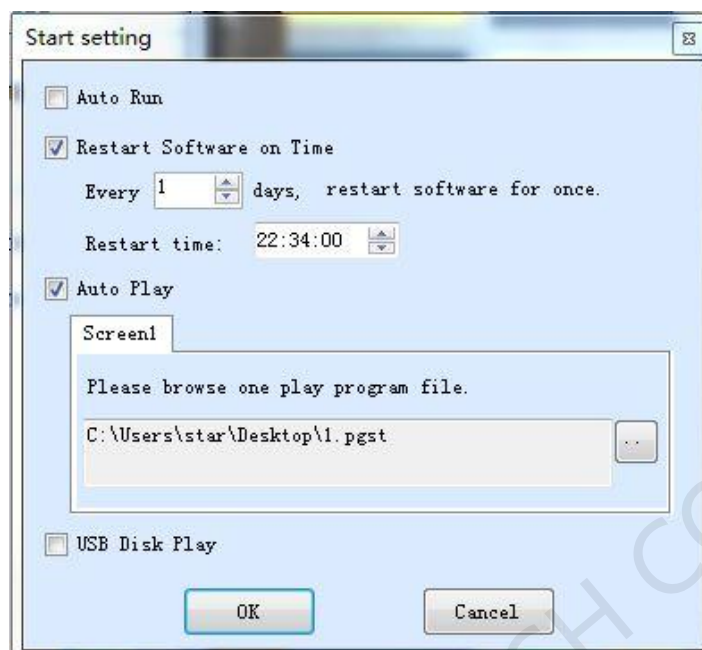 Start setting
Auto Run
Restart Software on Time
Every 1 days, restart software for once.
Restart time: 22:34:00
Auto Play
Screen1
Please browse one play program file.
C:\Users\star\Desktop\1.pgst
..
USB Disk Play
OK Cancel